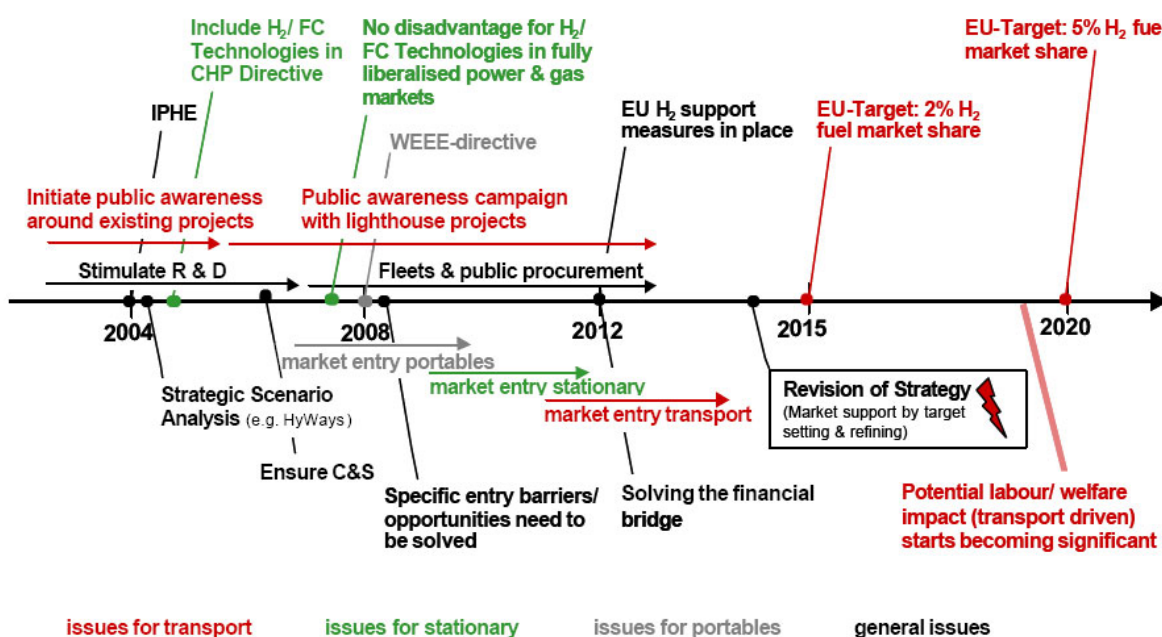 Include H2/ FC
Technologies in
CHP Directive
No disadvantage for H2/
FC Technologies in fully
liberalised power & gas
markets
EU-Target: 5% H2 fue
market share
IPHE
WEEE-directive
EU H2 support
measures in place
EU-Target: 2% H2
fuel market share
Initiate public awareness
around existing projects
Public awareness campaign
with lighthouse projects
Stimulate R & D
Fleets & public procurement
2004
2008
2012
2015
2020
market entry portables
market entry stationary
market entry transport
Strategic Scenario
Analysis (e.g. HyWays)
Ensure C&S
Specific entry barriers/
opportunities need to
be solved
Solving the financial
bridge
Revision of Strategy
(Market support by target
setting & refining)
Potential labour/ welfare
impact (transport driven)
starts becoming significant
issues for transport
issues for stationary
issues for portables
general issues